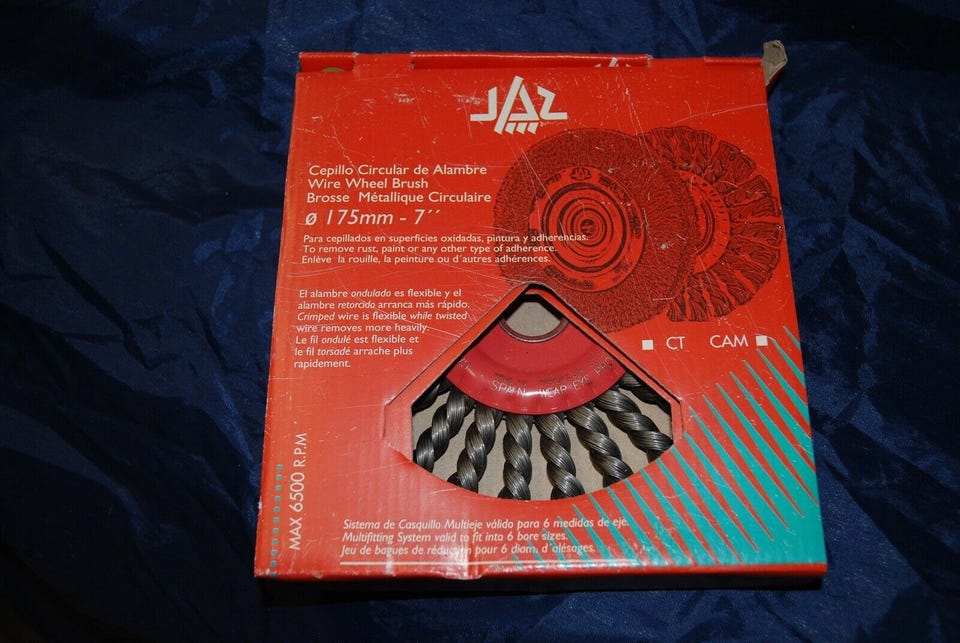 JAZ
Cepillo Circular de Alambre
Wire Wheel Brush
Brosse Métallique Circulaire
ø 175mm - 7´´
Para cepillados en superficies oxidadas, pintura y adherencias.
To remove rust, paint or any other type of adherence.
Enlève la rouille, la peinture ou d´autres adhérences.
El alambre ondulado es flexible y el
alambre retorcido arranca más rápido.
Crimped wire is flexible while twisted
wire removes more heavily.
Le fil ondulé est flexible et
le fil torsadé arrache plus
rapidement.
CT CAM
SPAIN WEAR EYE
MAX 6500 R.P.M
Sistema de Casquillo Multieje válido para 6 medidas de eje.
Multifitting System valid to fit into 6 bore sizes.
Jeu de bagues de réduction pour 6 diam. d´alésages.